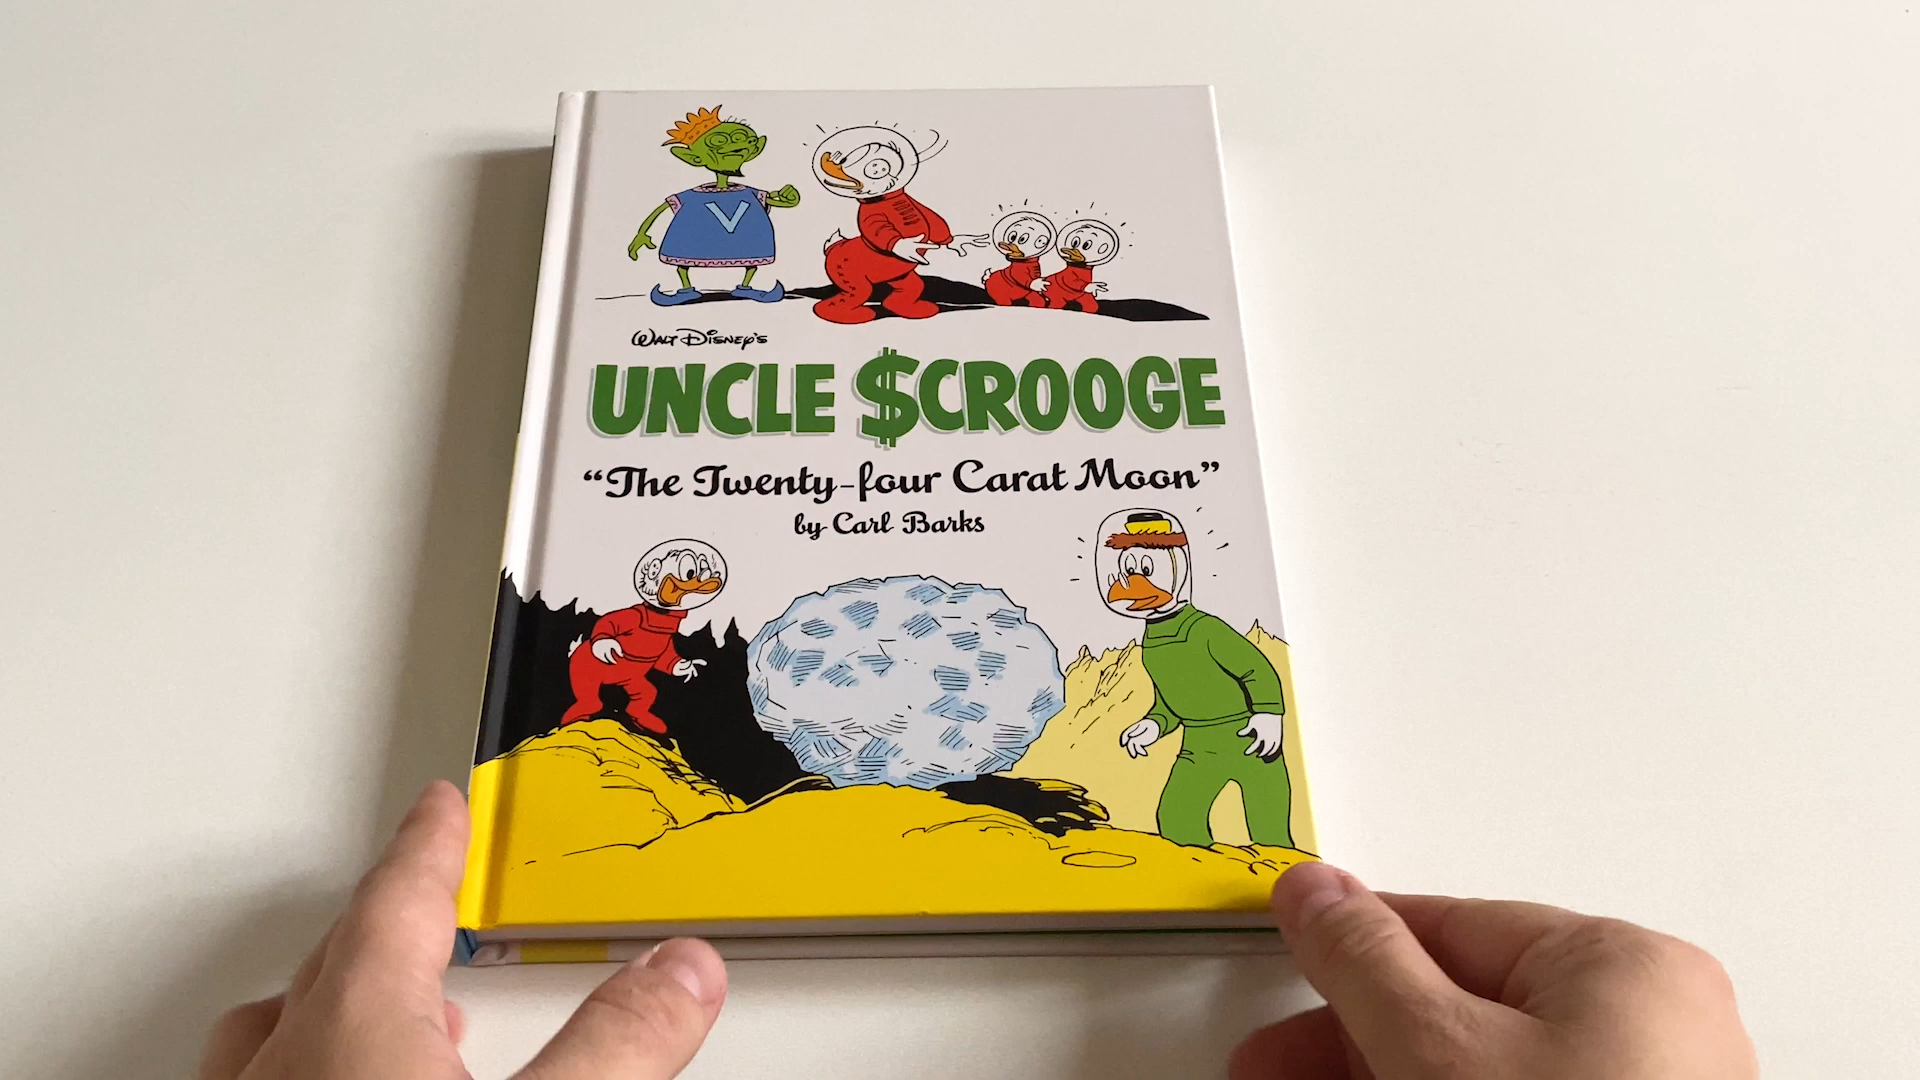 V
WALT DISNEY'S
UNCLE $CROOGE
“The Twenty-four Carat Moon”
by Carl Barks